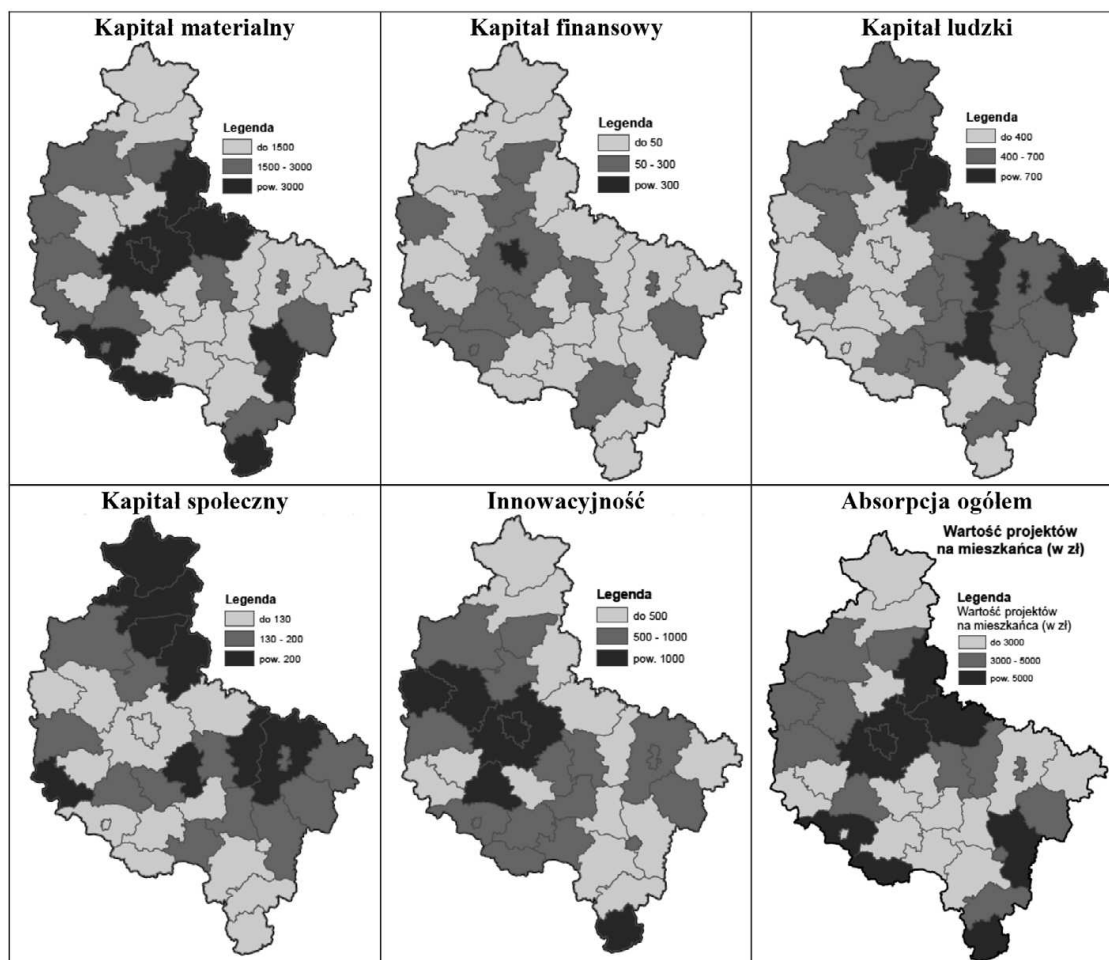 Kapitał materialny
Legenda
do 1500
1500 - 3000
pow. 3000
Kapitał finansowy
Legenda
do 50
50 - 300
pow. 300
Kapitał ludzki
Legenda
do 400
400 - 700
pow. 700
Kapitał społeczny
Legenda
do 130
130 - 200
pow. 200
Innowacyjność
Legenda
do 500
500 - 1000
pow. 1000
Absorpcja ogółem
Wartość projektów
na mieszkańca (w zł)
Legenda
Wartość projektów
na mieszkańca (w zł)
do 3000
3000 - 5000
pow. 5000